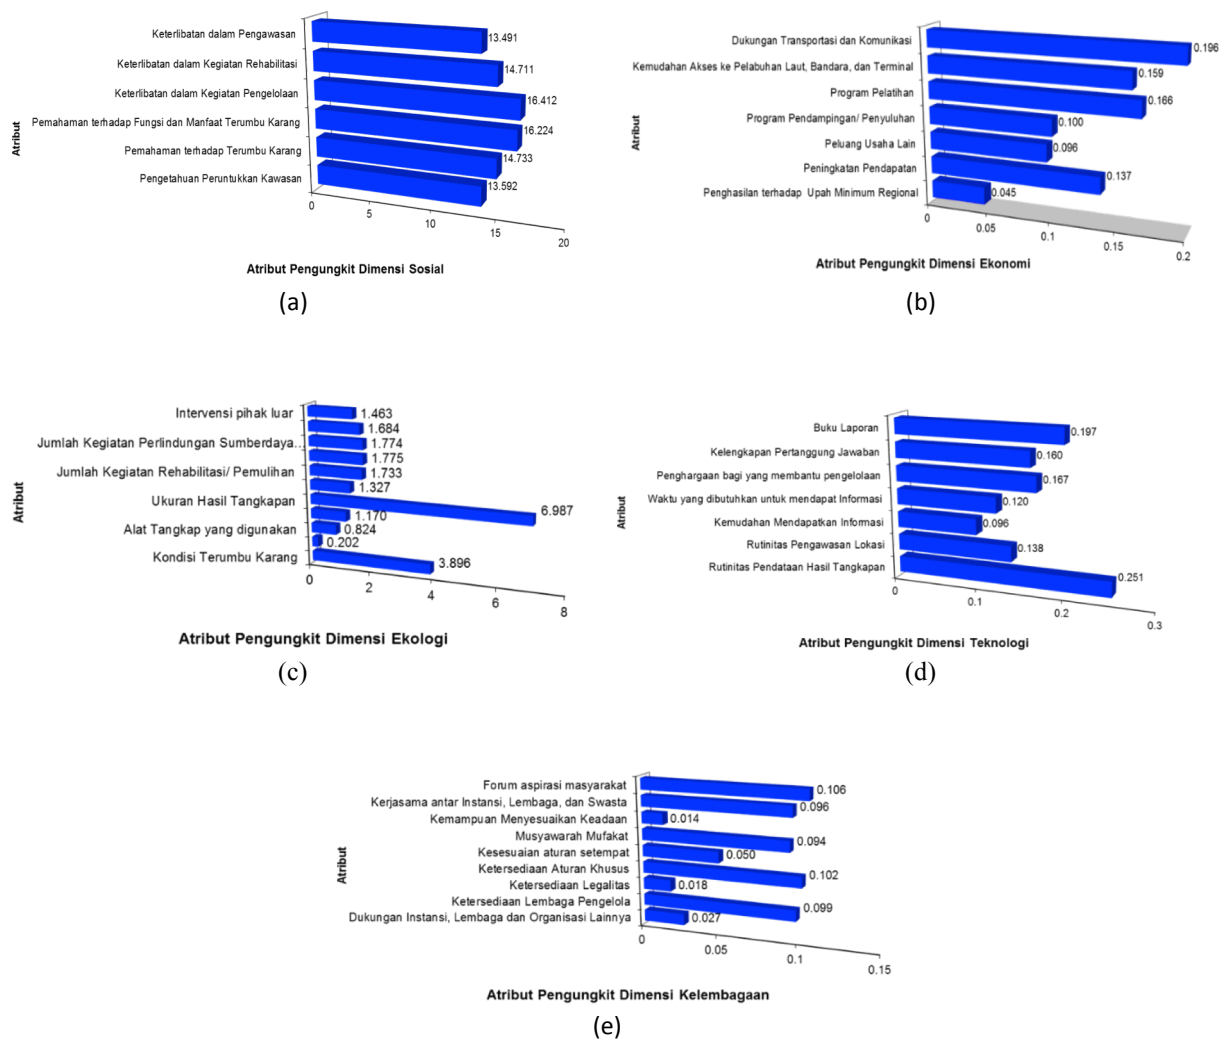 Atribut
Keterlibatan dalam Pengawasan
13.491
Keterlibatan dalam Kegiatan Rehabilitasi
14.711
Keterlibatan dalam Kegiatan Pengelolaan
16.412
Pemahaman terhadap Fungsi dan Manfaat Terumbu Karang
16.224
Pemahaman terhadap Terumbu Karang
14.733
Pengetahuan Peruntukkan Kawasan
13.592
0 5 10 15 20
Atribut Pengungkit Dimensi Sosial
(a)
Atribut
Dukungan Transportasi dan Komunikasi
0.196
Kemudahan Akses ke Pelabuhan Laut, Bandara, dan Terminal
0.159
Program Pelatihan
0.166
Program Pendampingan/ Penyuluhan
0.100
Peluang Usaha Lain
0.096
Peningkatan Pendapatan
0.137
Penghasilan terhadap Upah Minimum Regional
0.045
0 0.05 0.1 0.15 0.2
Atribut Pengungkit Dimensi Ekonomi
(b)
Atribut
Intervensi pihak luar
1.463
1.684
Jumlah Kegiatan Perlindungan Sumberdaya...
1.774
1.775
Jumlah Kegiatan Rehabilitasi/ Pemulihan
1.733
1.327
Ukuran Hasil Tangkapan
6.987
1.170
Alat Tangkap yang digunakan
0.824
0.202
Kondisi Terumbu Karang
3.896
0 2 4 6 8
Atribut Pengungkit Dimensi Ekologi
(c)
Atribut
Buku Laporan
0.197
Kelengkapan Pertanggung Jawaban
0.160
Penghargaan bagi yang membantu pengelolaan
0.167
Waktu yang dibutuhkan untuk mendapat Informasi
0.120
Kemudahan Mendapatkan Informasi
0.096
Rutinitas Pengawasan Lokasi
0.138
Rutinitas Pendataan Hasil Tangkapan
0.251
0 0.1 0.2 0.3
Atribut Pengungkit Dimensi Teknologi
(d)
Atribut
Forum aspirasi masyarakat
0.106
Kerjasama antar Instansi, Lembaga, dan Swasta
0.096
Kemampuan Menyesuaikan Keadaan
0.014
Musyawarah Mufakat
0.094
Kesesuaian aturan setempat
0.050
Ketersediaan Aturan Khusus
0.102
Ketersediaan Legalitas
0.018
Ketersediaan Lembaga Pengelola
0.099
Dukungan Instansi, Lembaga dan Organisasi Lainnya
0.027
0 0.05 0.1 0.15
Atribut Pengungkit Dimensi Kelembagaan
(e)